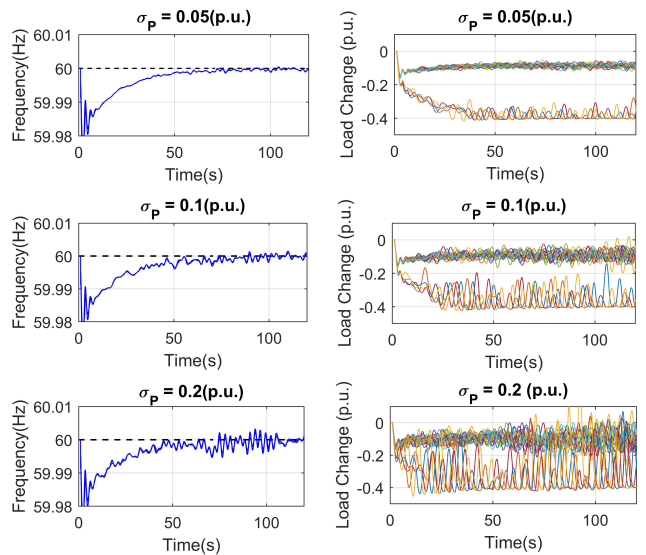 σP = 0.05(p.u.)
60.01
60
59.99
59.98
Frequency(Hz)
0
50
100
Time(s)
σP = 0.05(p.u.)
0
-0.2
-0.4
Load Change (p.u.)
0
50
100
Time(s)
σP = 0.1(p.u.)
60.01
60
59.99
59.98
Frequency(Hz)
0
50
100
Time(s)
σP = 0.1(p.u.)
0
-0.2
-0.4
Load Change (p.u.)
0
50
100
Time(s)
σP = 0.2(p.u.)
60.01
60
59.99
59.98
Frequency(Hz)
0
50
100
Time(s)
σP = 0.2 (p.u.)
0
-0.2
-0.4
Load Change (p.u.)
0
50
100
Time(s)